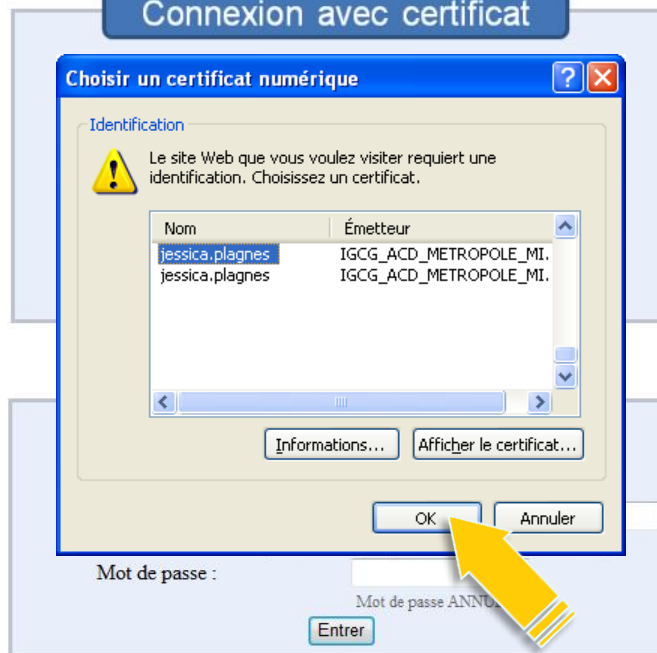 Connexion avec certificat
Choisir un certificat numérique
Identification
Le site Web que vous voulez visiter requiert une
identification. Choisissez un certificat.
Nom Émetteur
jessica.plagnes IGCG_ACD_METROPOLE_MI.
jessica.plagnes IGCG_ACD_METROPOLE_MI.
Informations... Afficher le certificat...
OK Annuler
Mot de passe :
Mot de passe
Entrer